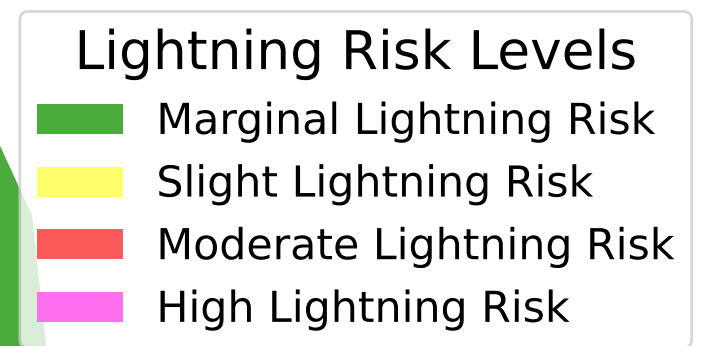 Lightning Risk Levels
Marginal Lightning Risk
Slight Lightning Risk
Moderate Lightning Risk
High Lightning Risk